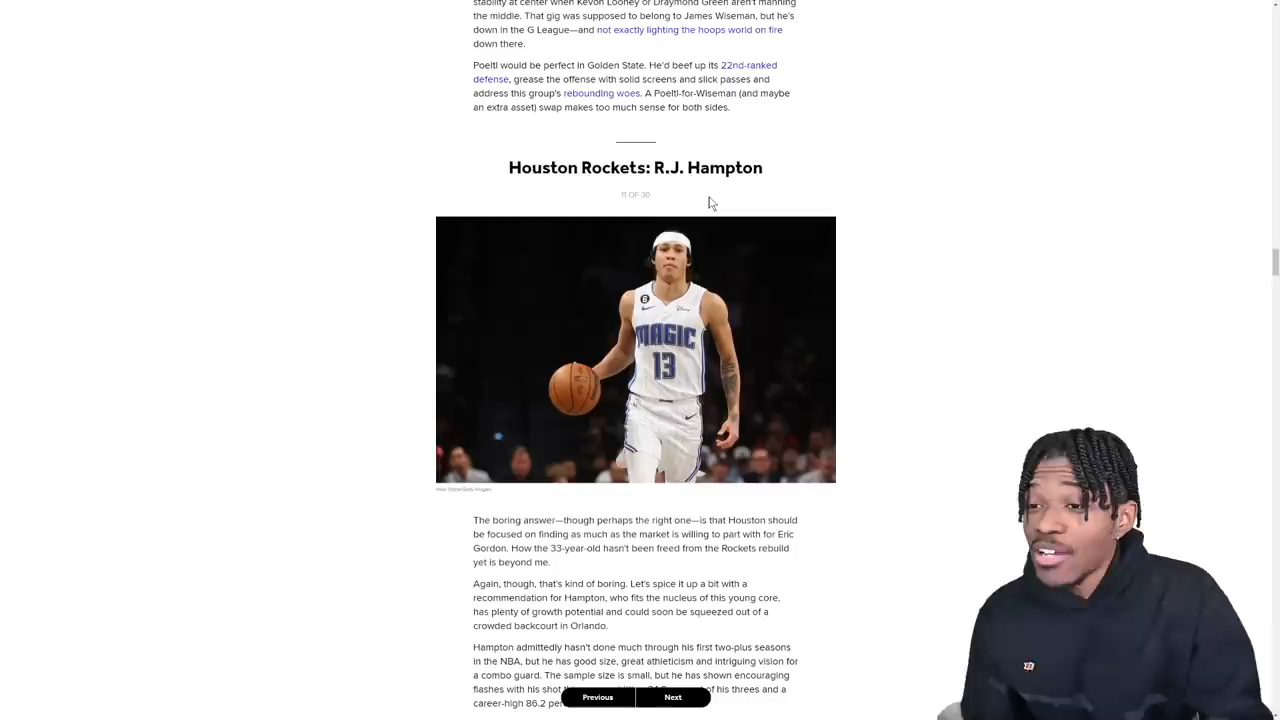 stability at center when Kevon Looney or Draymond Green aren't manning
the middle. That gig was supposed to belong to James Wiseman, but he's
down in the G League—and not exactly lighting the hoops world on fire
down there.
Poeltl would be perfect in Golden State. He'd beef up its 22nd-ranked
defense, grease the offense with solid screens and slick passes and
address this group's rebounding woes. A Poeltl-for-Wiseman (and maybe
an extra asset) swap makes too much sense for both sides.
Houston Rockets: R.J. Hampton
11 OF 30
MAGIC
13
The boring answer—though perhaps the right one—is that Houston should
be focused on finding as much as the market is willing to part with for Eric
Gordon. How the 33-year-old hasn't been freed from the Rockets rebuild
yet is beyond me.
Again, though, that's kind of boring. Let's spice it up a bit with a
recommendation for Hampton, who fits the nucleus of this young core,
has plenty of growth potential and could soon be squeezed out of a
crowded backcourt in Orlando.
Hampton admittedly hasn't done much through his first two-plus seasons
in the NBA, but he has good size, great athleticism and intriguing vision for
a combo guard. The sample size is small, but he has shown encouraging
flashes with his shot of his threes and a
career-high 86.2
Previous
Next